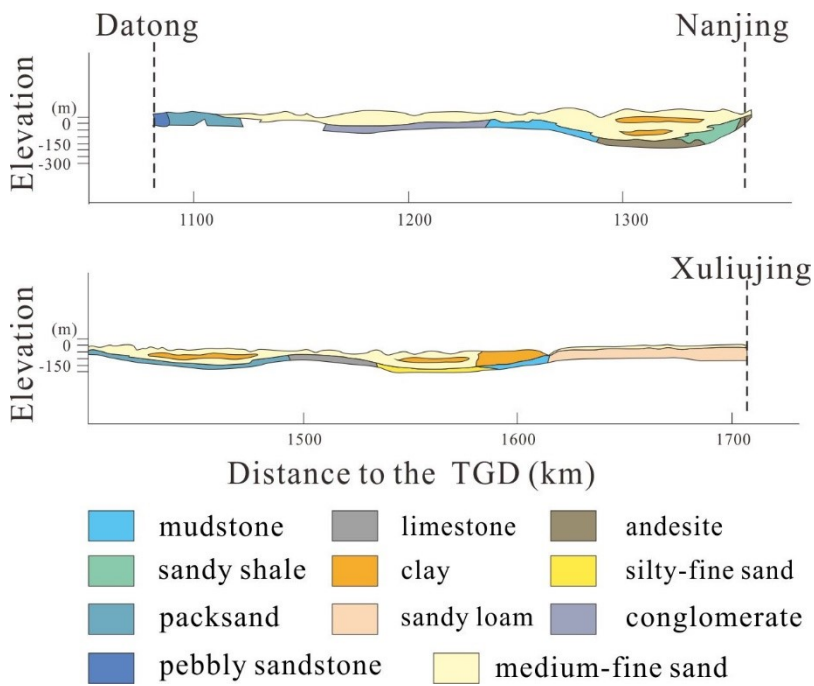 Datong Nanjing
Elevation
(m)
0
-150
-300
1100 1200 1300
Xuliujing
Elevation
(m)
0
-150
1500 1600 1700
Distance to the TGD (km)
mudstone limestone andesite
sandy shale clay silty-fine sand
packsand sandy loam conglomerate
pebbly sandstone medium-fine sand